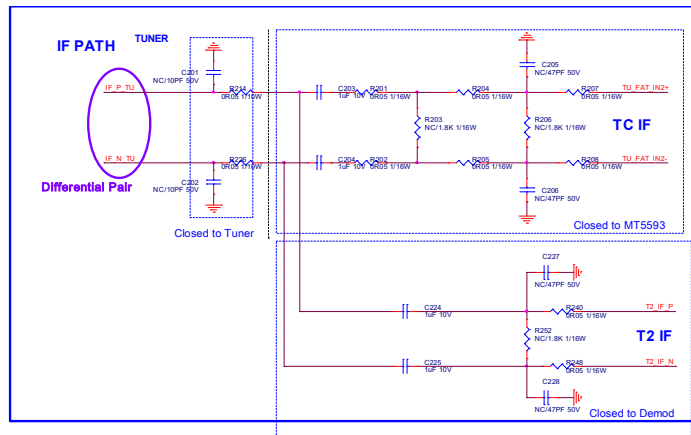 IF PATH
TUNER
C201
NC/10PF 50V
IF_P_TU
R214
0R05 1/10W
C203
1uF 10V
R201
0R05 1/16W
R204
0R05 1/16W
C205
NC/47PF 50V
R207
0R05 1/16W
TU_FAT_IN2+
R203
NC/1.8K 1/16W
R206
NC/1.8K 1/16W
TC IF
IF_N_TU
R226
0R05 1/10W
C204
1uF 10V
R202
0R05 1/16W
R205
0R05 1/16W
R208
0R05 1/16W
TU_FAT_IN2-
Differential Pair
C202
NC/10PF 50V
C206
NC/47PF 50V
Closed to Tuner
Closed to MT5593
C227
NC/47PF 50V
C224
1uF 10V
R240
0R05 1/16W
T2_IF_P
R252
NC/1.8K 1/16W
T2 IF
C225
1uF 10V
R248
0R05 1/16W
T2_IF_N
C228
NC/47PF 50V
Closed to Demod